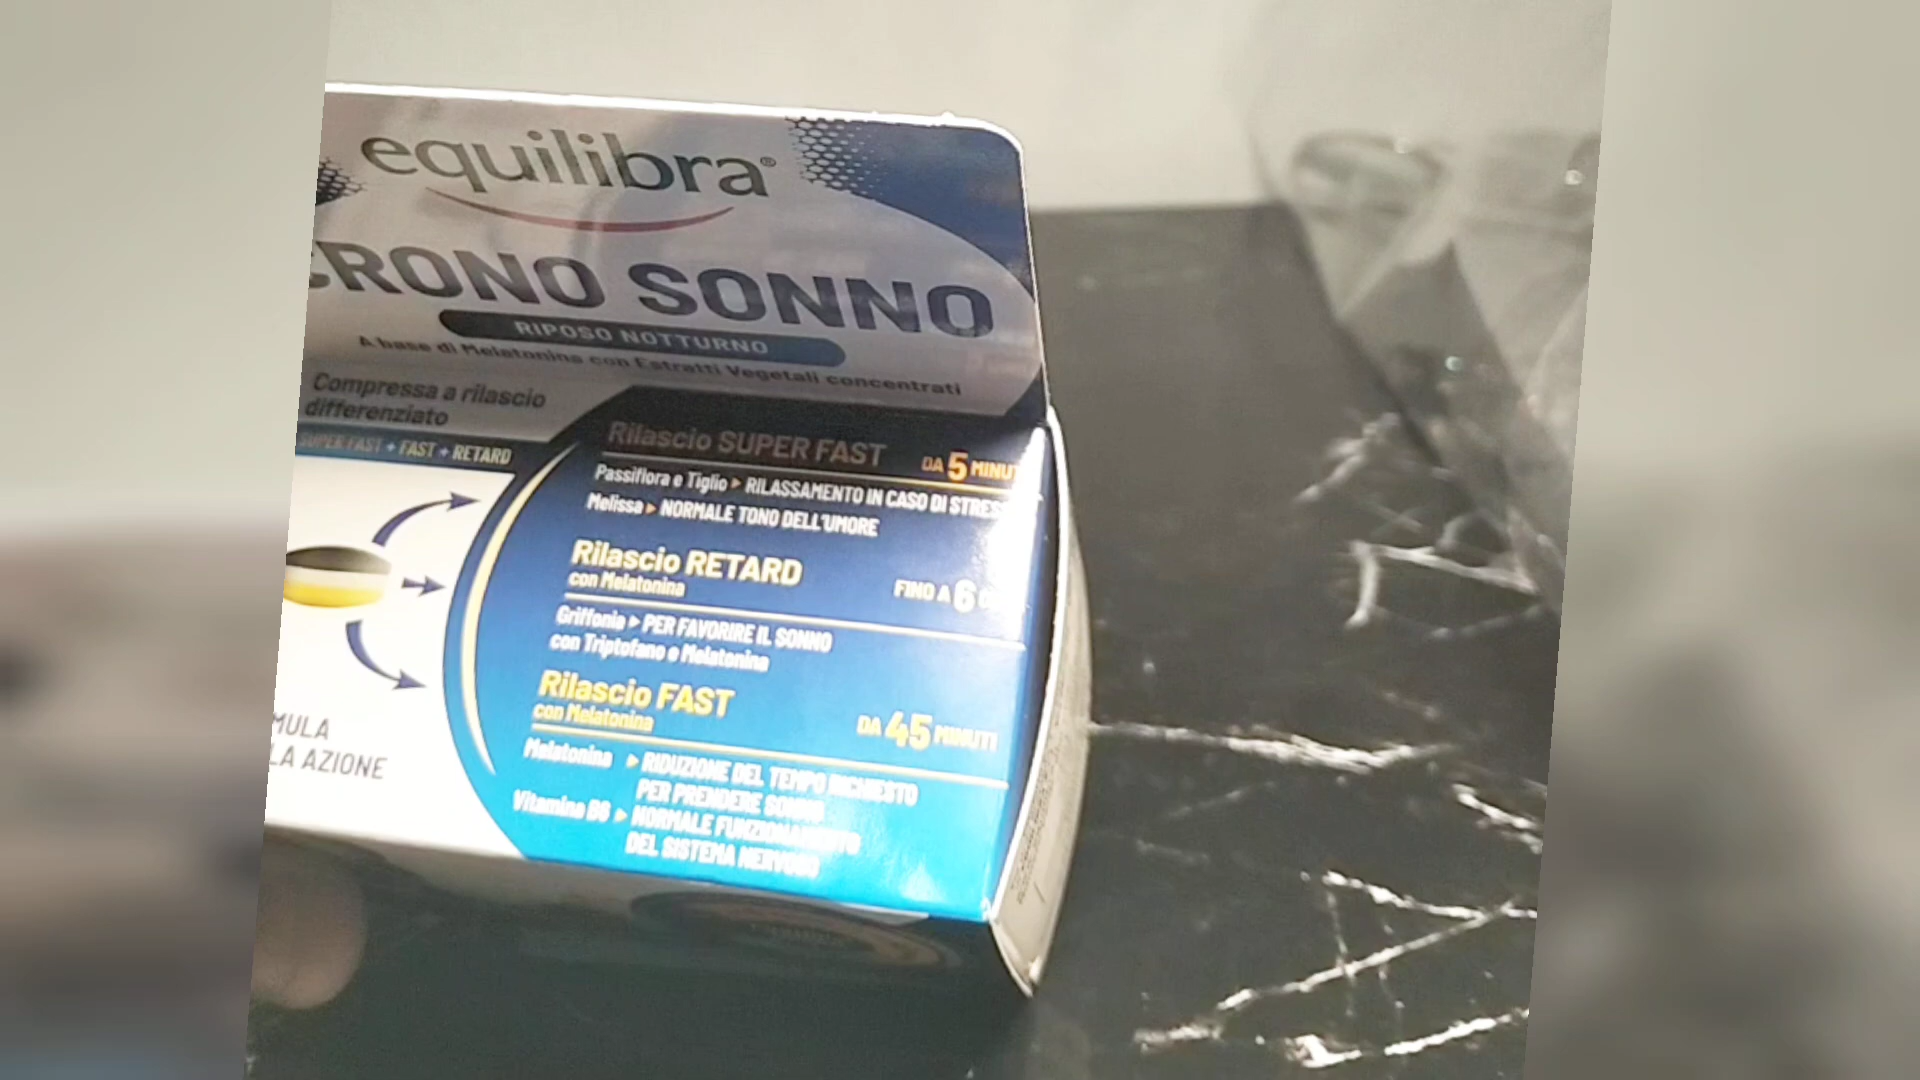 equilibra®
CRONO SONNO
RIPOSO NOTTURNO
A base di Melatonina con Estratti Vegetali concentrati
Compressa a rilascio
differenziato
SUPER FAST + FAST + RETARD
Rilascio SUPER FAST DA 5 MINUT
Passiflora e Tiglio ▸ RILASSAMENTO IN CASO DI STRESS
Melissa ▸ NORMALE TONO DELL'UMORE
Rilascio RETARD
con Melatonina
FINO A 6
Griffonia ▸ PER FAVORIRE IL SONNO
con Triptofano e Melatonina
Rilascio FAST
con Melatonina
DA 45 MINUTI
Melatonina ▸ RIDUZIONE DEL TEMPO RICHIESTO
PER PRENDERE SONNO
Vitamina B6 ▸ NORMALE FUNZIONAMENTO
DEL SISTEMA NERVOSO
MULA
LA AZIONE